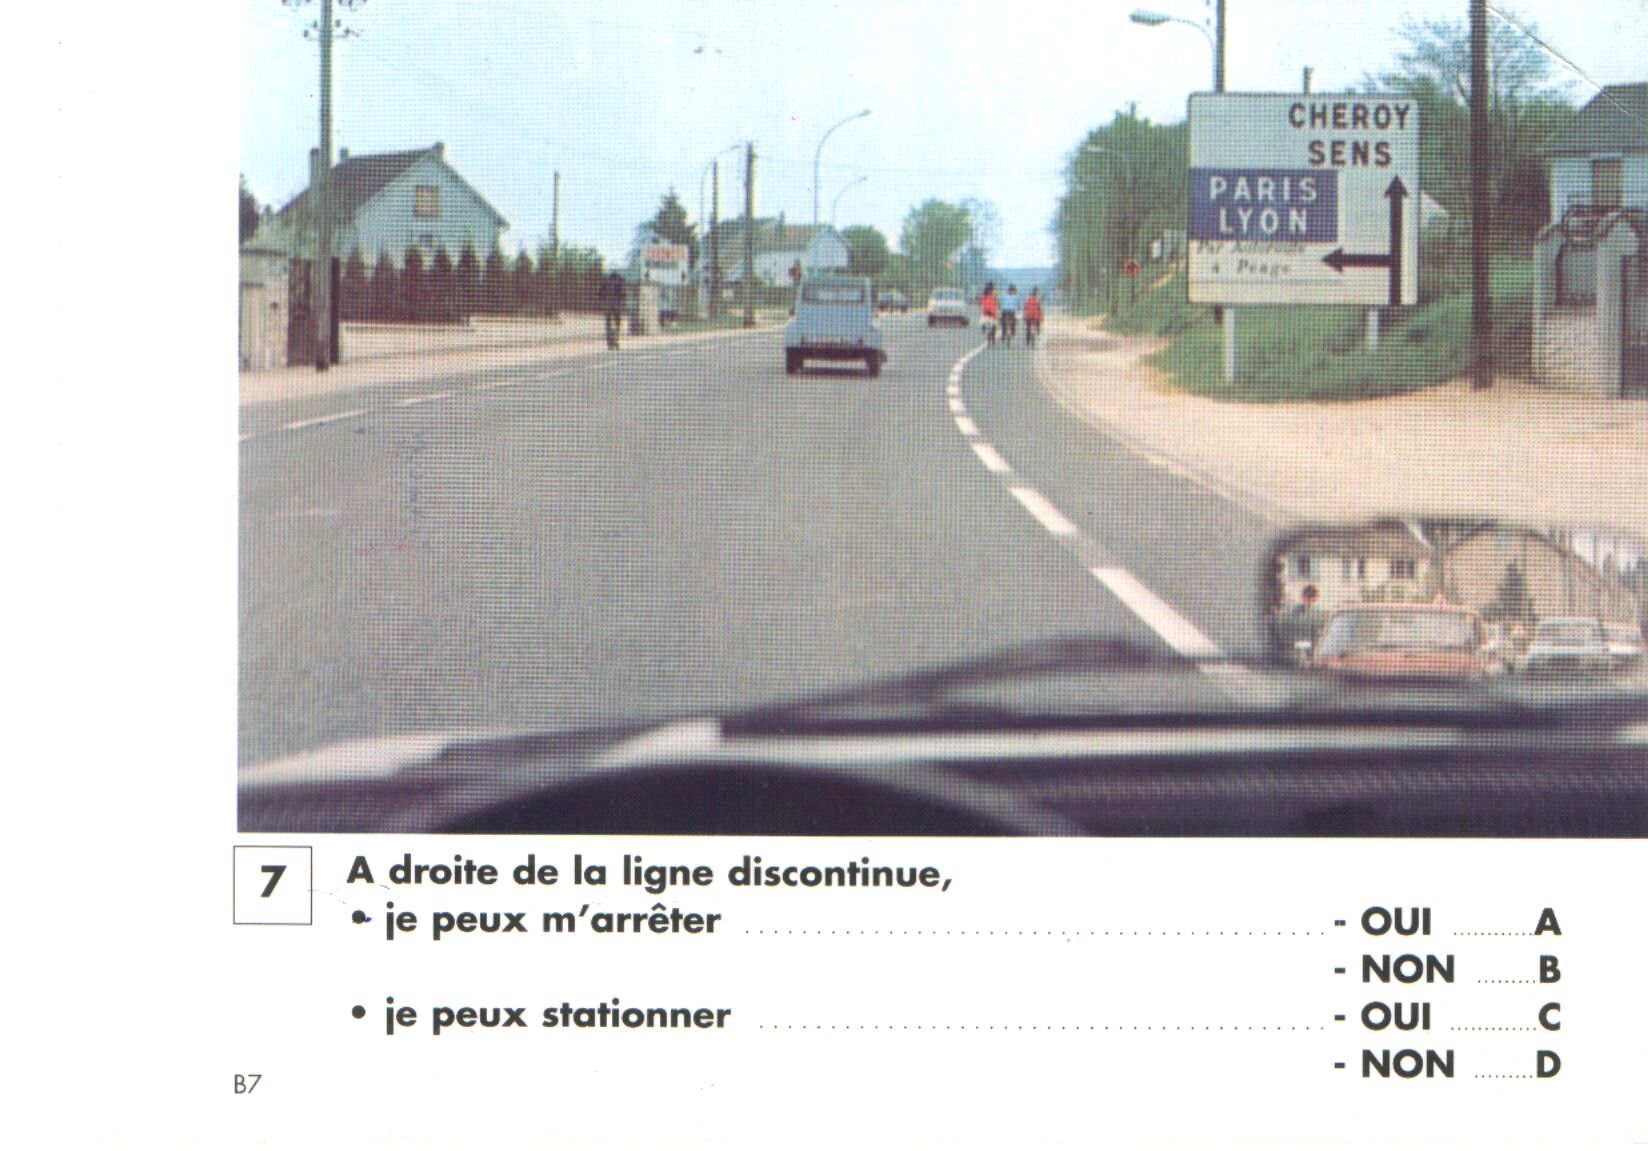 CHEROY
SENS
PARIS
LYON
Par Autoroute
à Péage
7
A droite de la ligne discontinue,
• je peux m'arrêter - OUI A
- NON B
• je peux stationner - OUI C
- NON D
B7